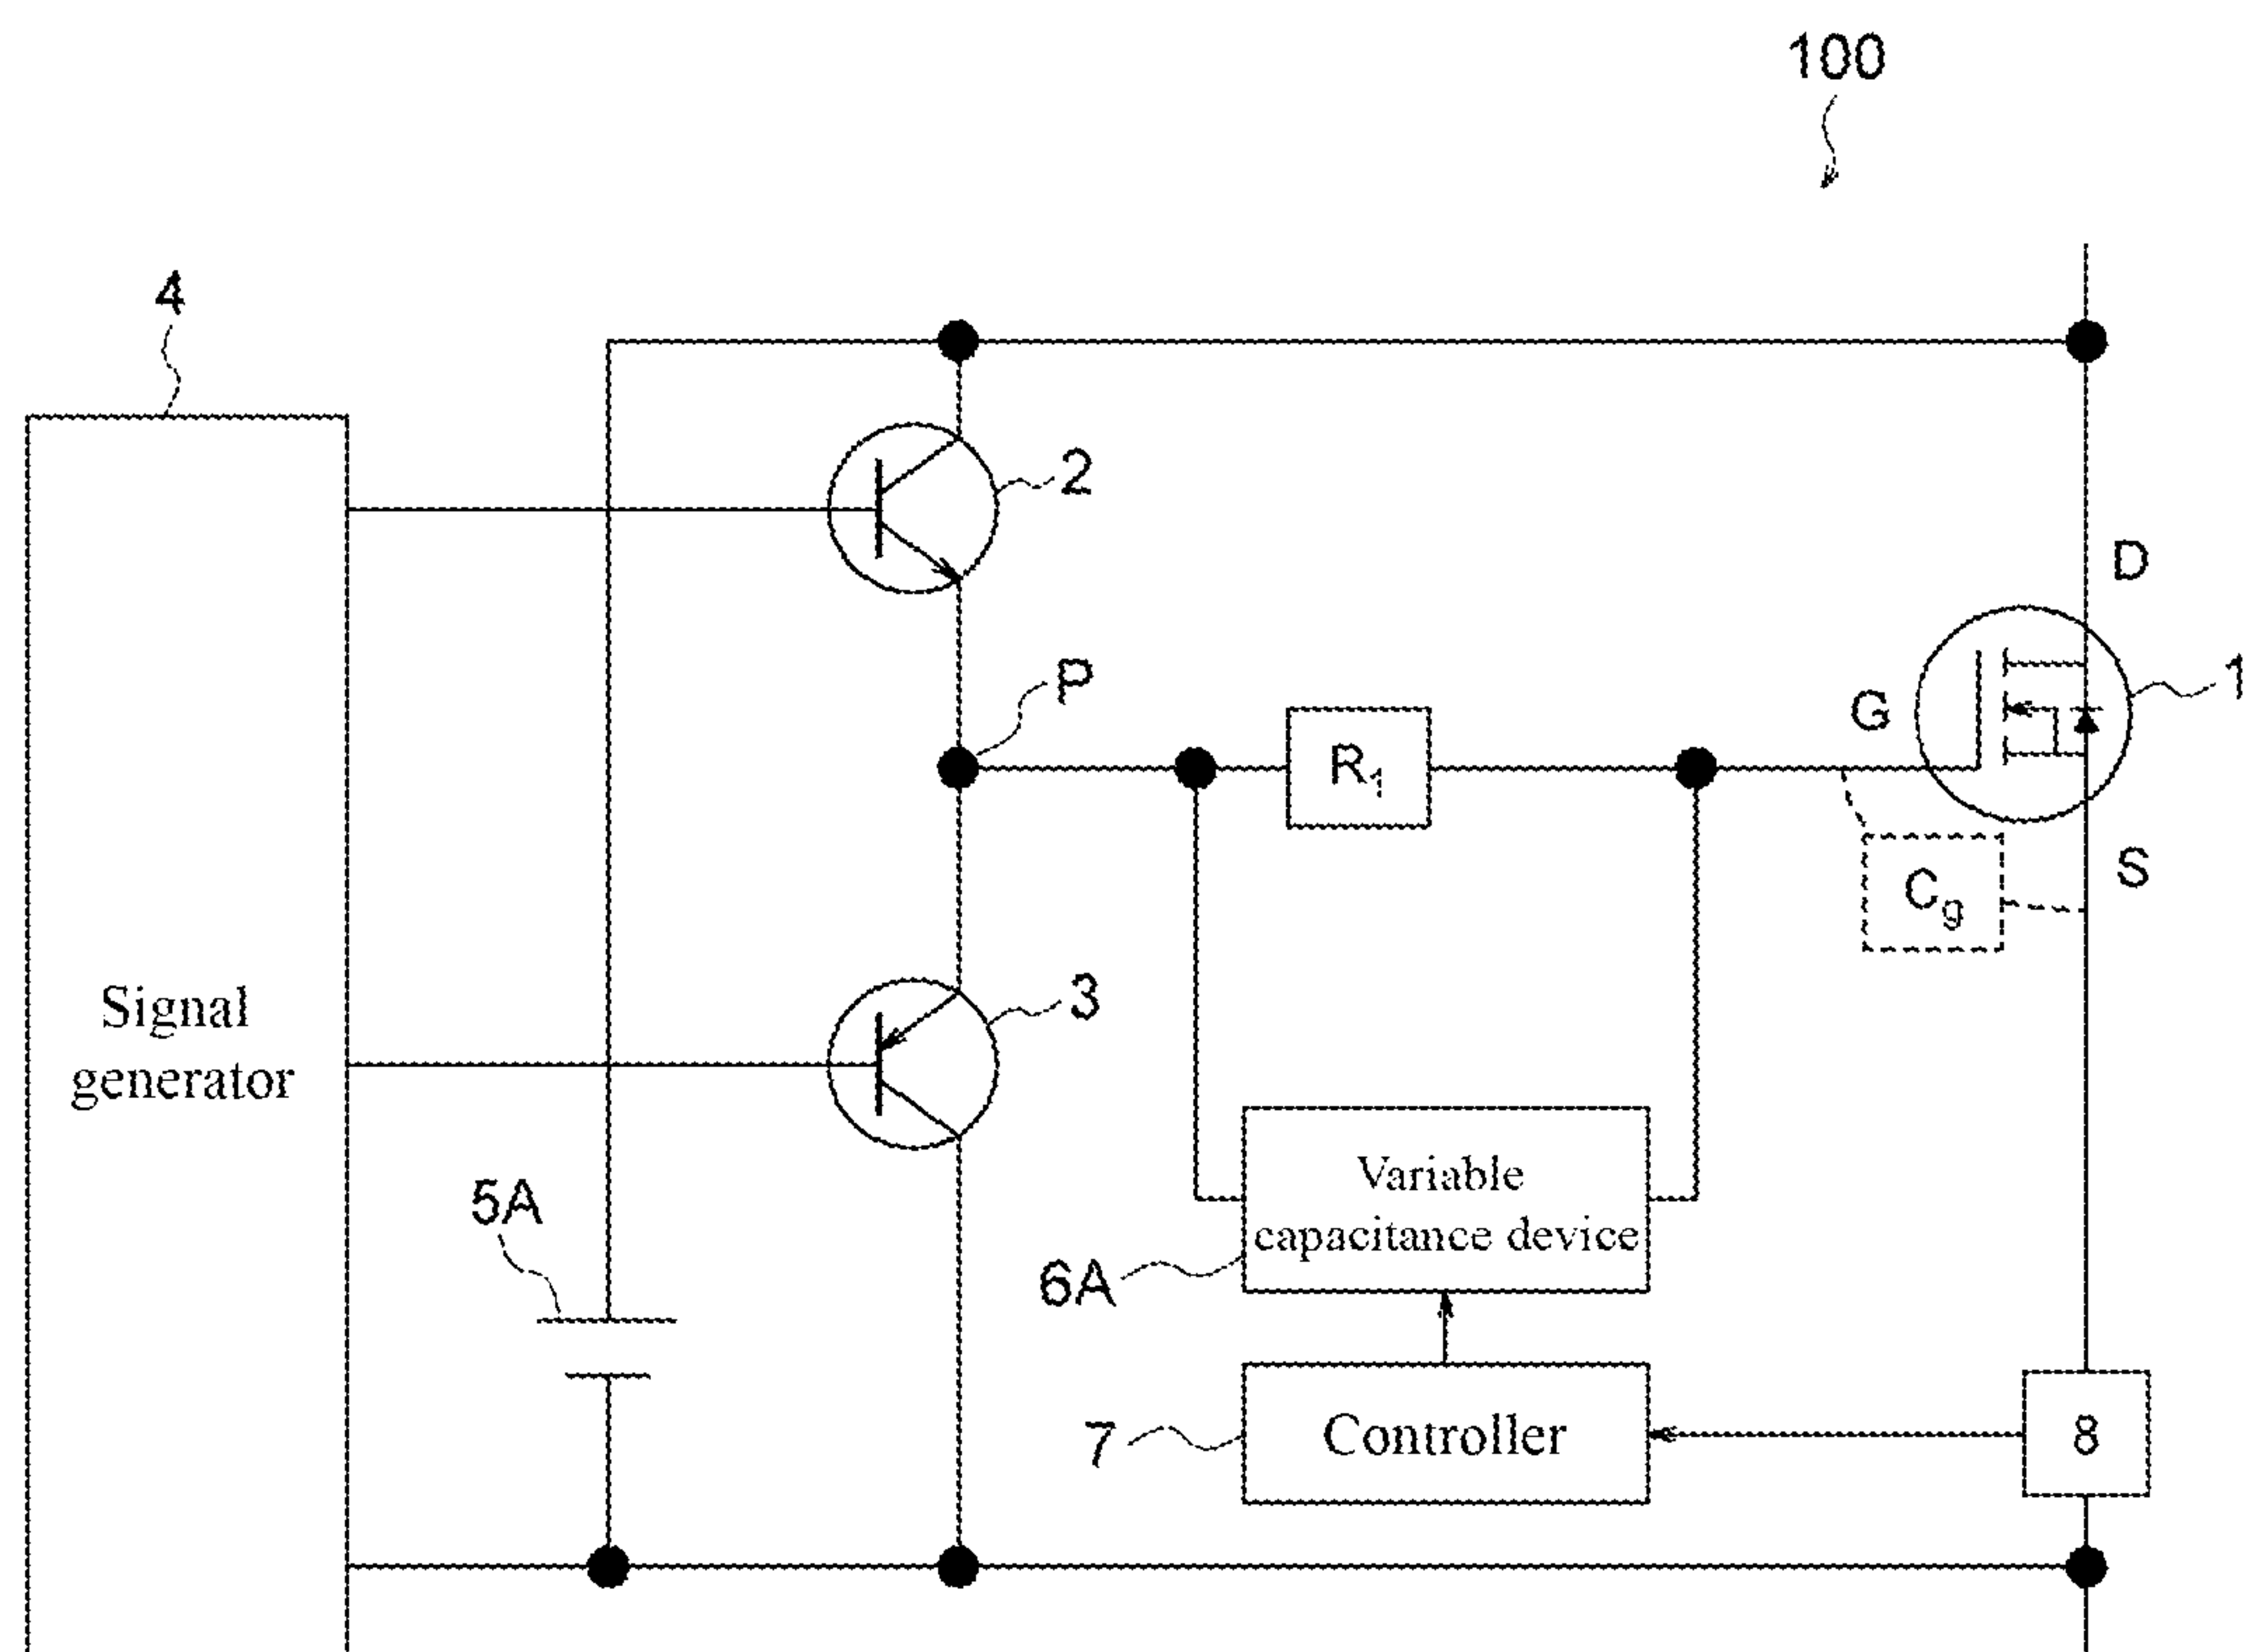 100
4
2
D
P
1
G
R1
S
Cg
3
Signal
generator
Variable
capacitance device
5A
6A
7
Controller
8